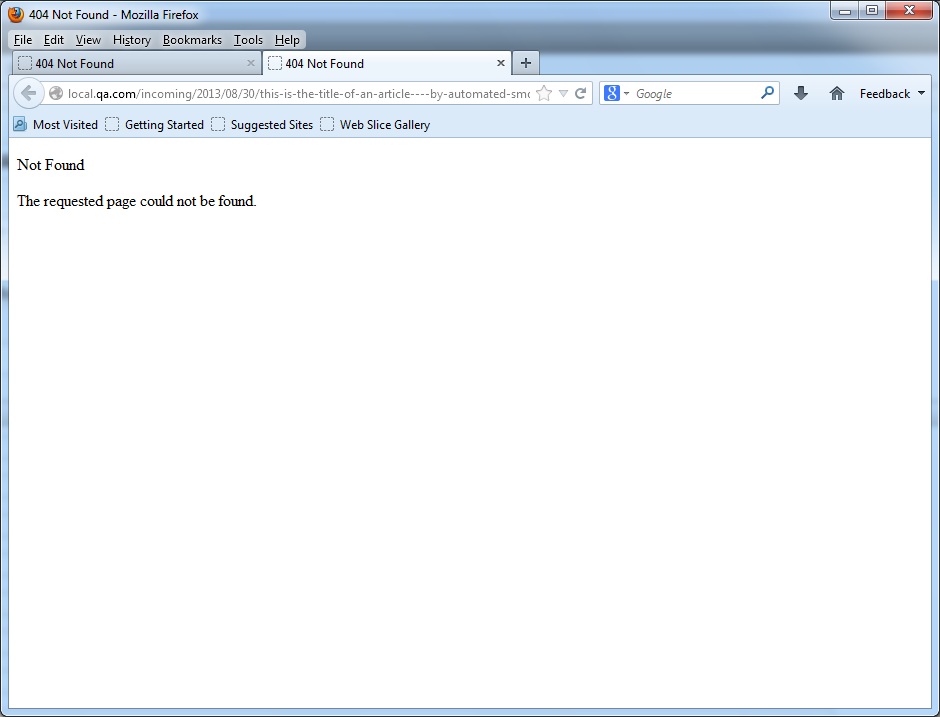 404 Not Found - Mozilla Firefox
File Edit View History Bookmarks Tools Help
404 Not Found 404 Not Found
local.qa.com/incoming/2013/08/30/this-is-the-title-of-an-article----by-automated-smo Google Feedback
Most Visited Getting Started Suggested Sites Web Slice Gallery
Not Found
The requested page could not be found.